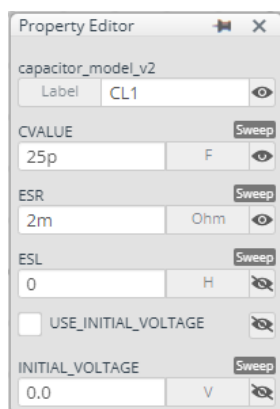 Property Editor
capacitor_model_v2
Label CL1
CVALUE Sweep
25p F
ESR Sweep
2m Ohm
ESL Sweep
0 H
USE_INITIAL_VOLTAGE
INITIAL_VOLTAGE Sweep
0.0 V